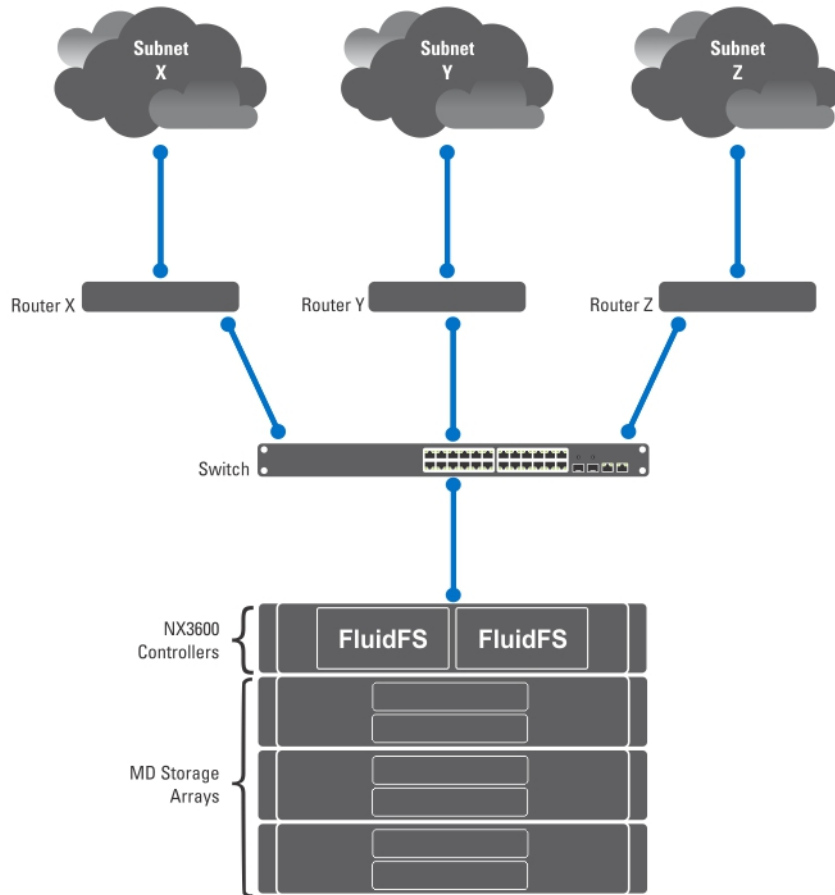 Subnet
X
Subnet
Y
Subnet
Z
Router X
Router Y
Router Z
Switch
NX3600
Controllers
FluidFS
FluidFS
MD Storage
Arrays